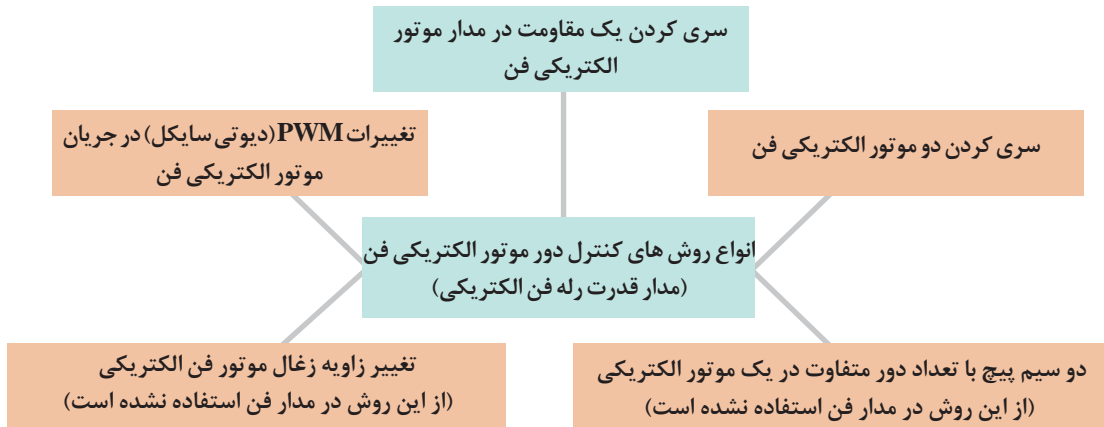 سری کردن یک مقاومت در مدار موتور
الکتریکی فن
سری کردن دو موتور الکتریکی فن
تغییرات PWM (دیوتی سایکل) در جریان
موتور الکتریکی فن
انواع روش های کنترل دور موتور الکتریکی فن
(مدار قدرت رله فن الکتریکی)
دو سیم پیچ با تعداد دور متفاوت در یک موتور الکتریکی
(از این روش در مدار فن استفاده نشده است)
تغییر زاویه زغال موتور فن الکتریکی
(از این روش در مدار فن استفاده نشده است)